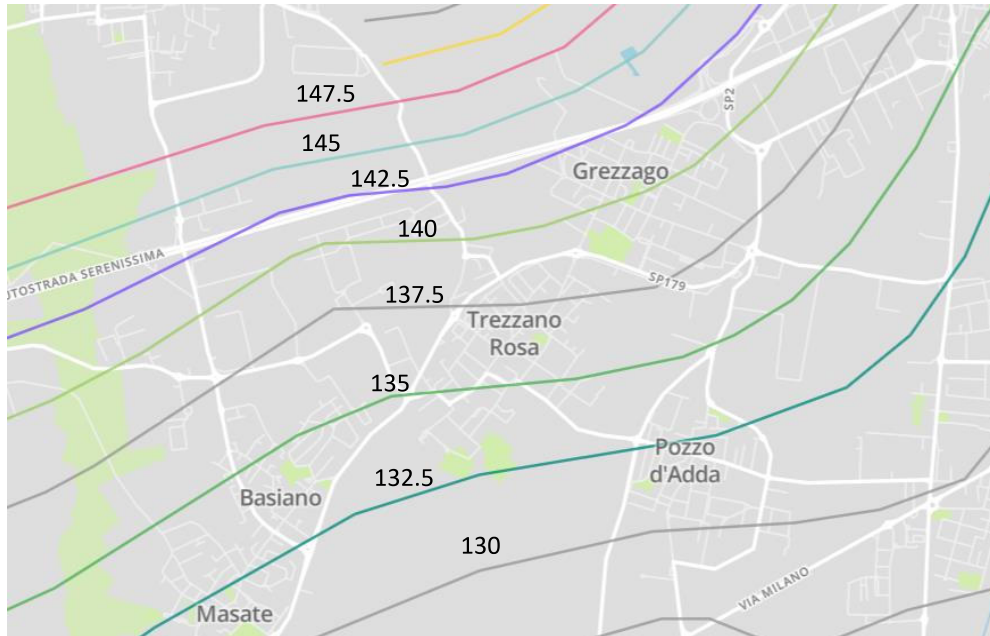 147.5
SP2
145
Grezzago
142.5
140
UTOSTRADA SERENISSIMA
SP179
137.5
Trezzano
Rosa
135
Pozzo
d'Adda
132.5
Basiano
130
VIA MILANO
Masate